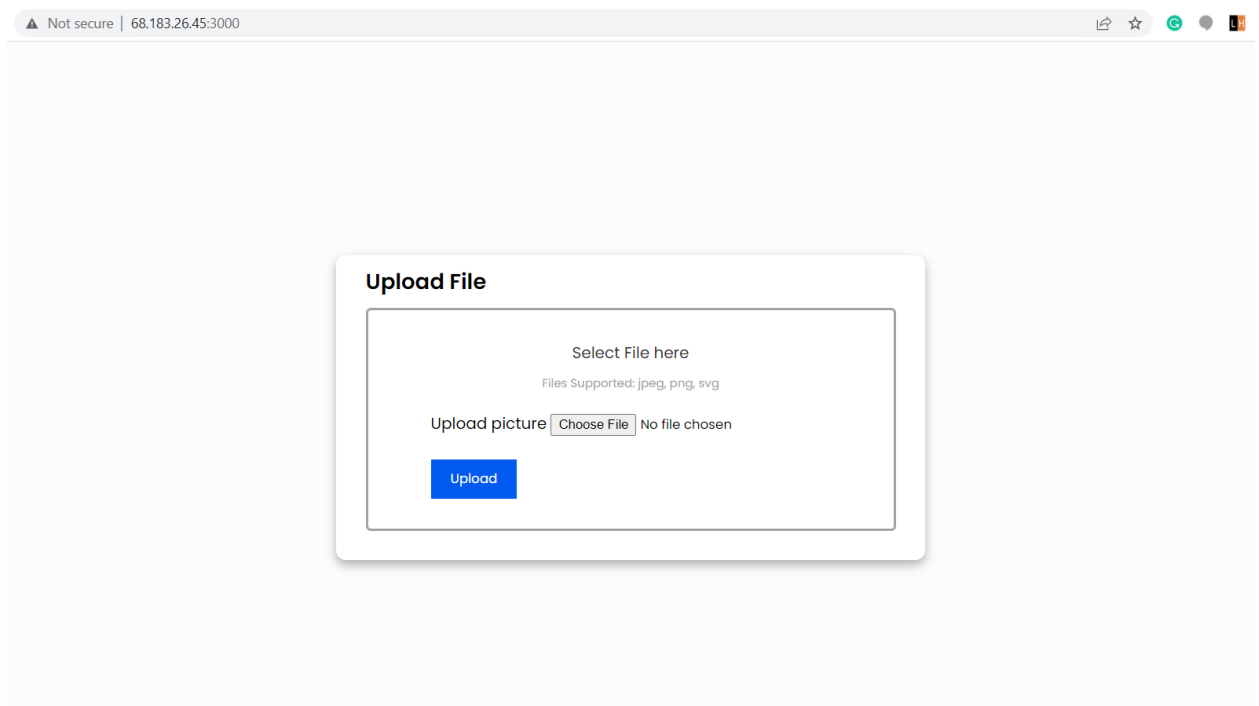 Not secure | 68.183.26.45:3000
Upload File
Select File here
Files Supported: jpeg, png, svg
Upload picture Choose File No file chosen
Upload